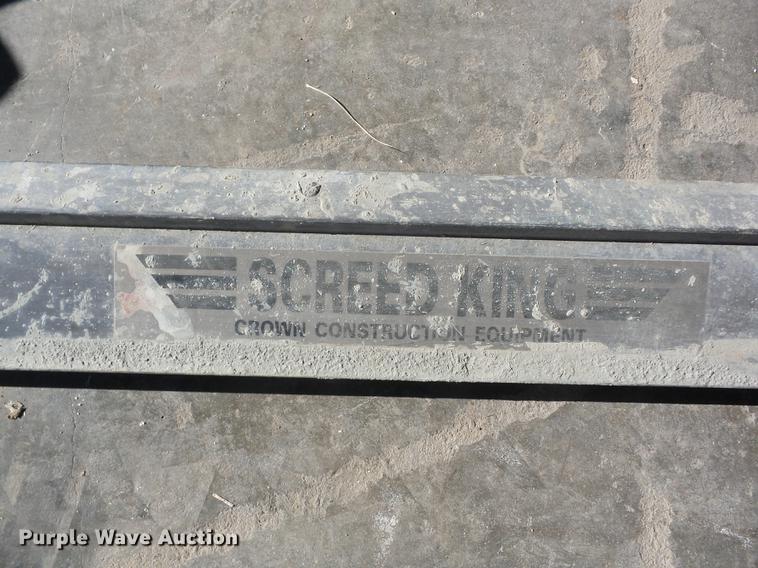 SCREED KING
CROWN CONSTRUCTION EQUIPMENT
Purple Wave Auction